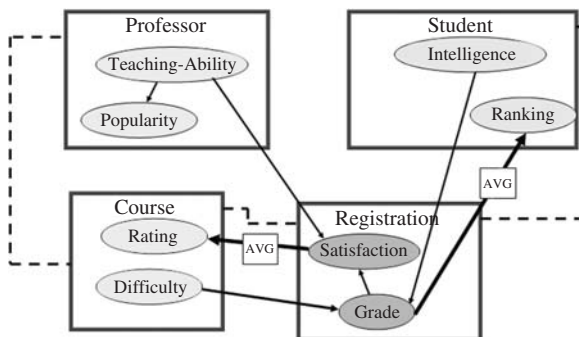 Professor
Teaching-Ability
Popularity
Student
Intelligence
Ranking
AVG
Course
Rating
Difficulty
AVG
Registration
Satisfaction
Grade